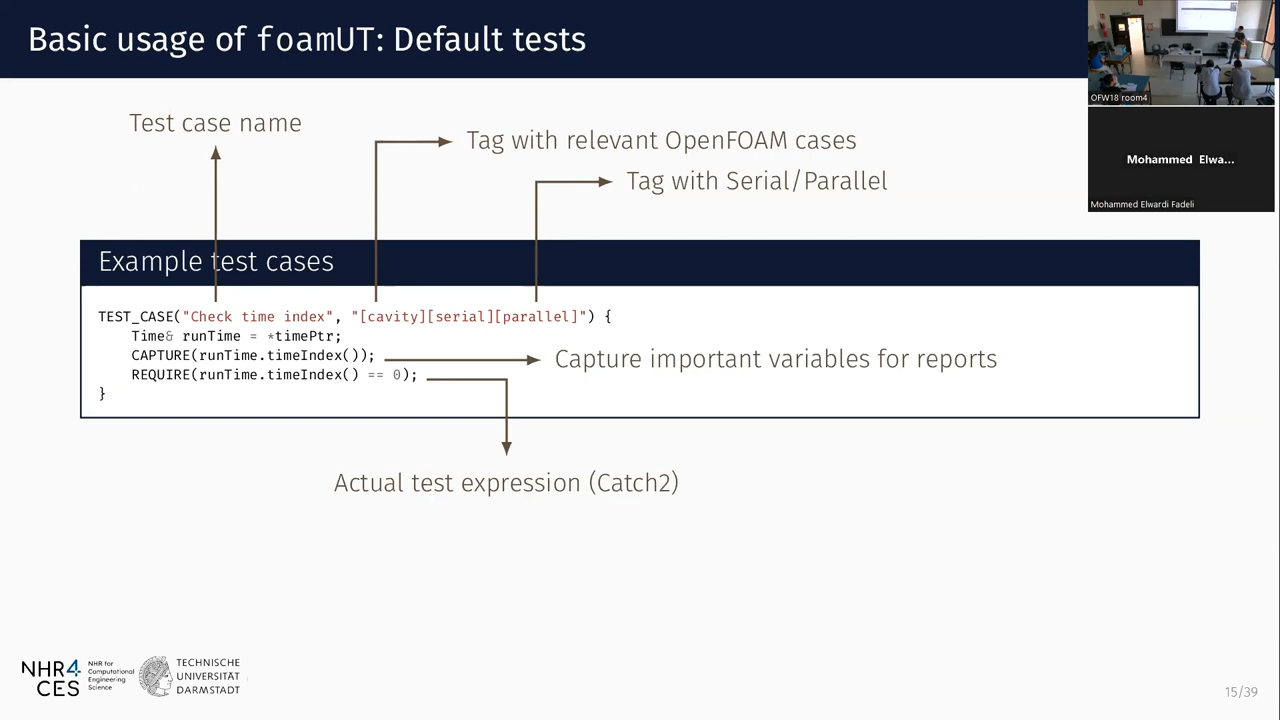 Basic usage of foamUT: Default tests
OFW18 room4
Mohammed Elwa...
Mohammed Elwardi Fadeli
Test case name
Tag with relevant OpenFOAM cases
Tag with Serial/Parallel
Example test cases
TEST_CASE("Check time index", "[cavity][serial][parallel]") {
Time& runTime = *timePtr;
CAPTURE(runTime.timeIndex());
Capture important variables for reports
REQUIRE(runTime.timeIndex() == 0);
}
Actual test expression (Catch2)
NHR4
CES
NHR for
Computational
Engineering
Science
TECHNISCHE
UNIVERSITÄT
DARMSTADT
15/39